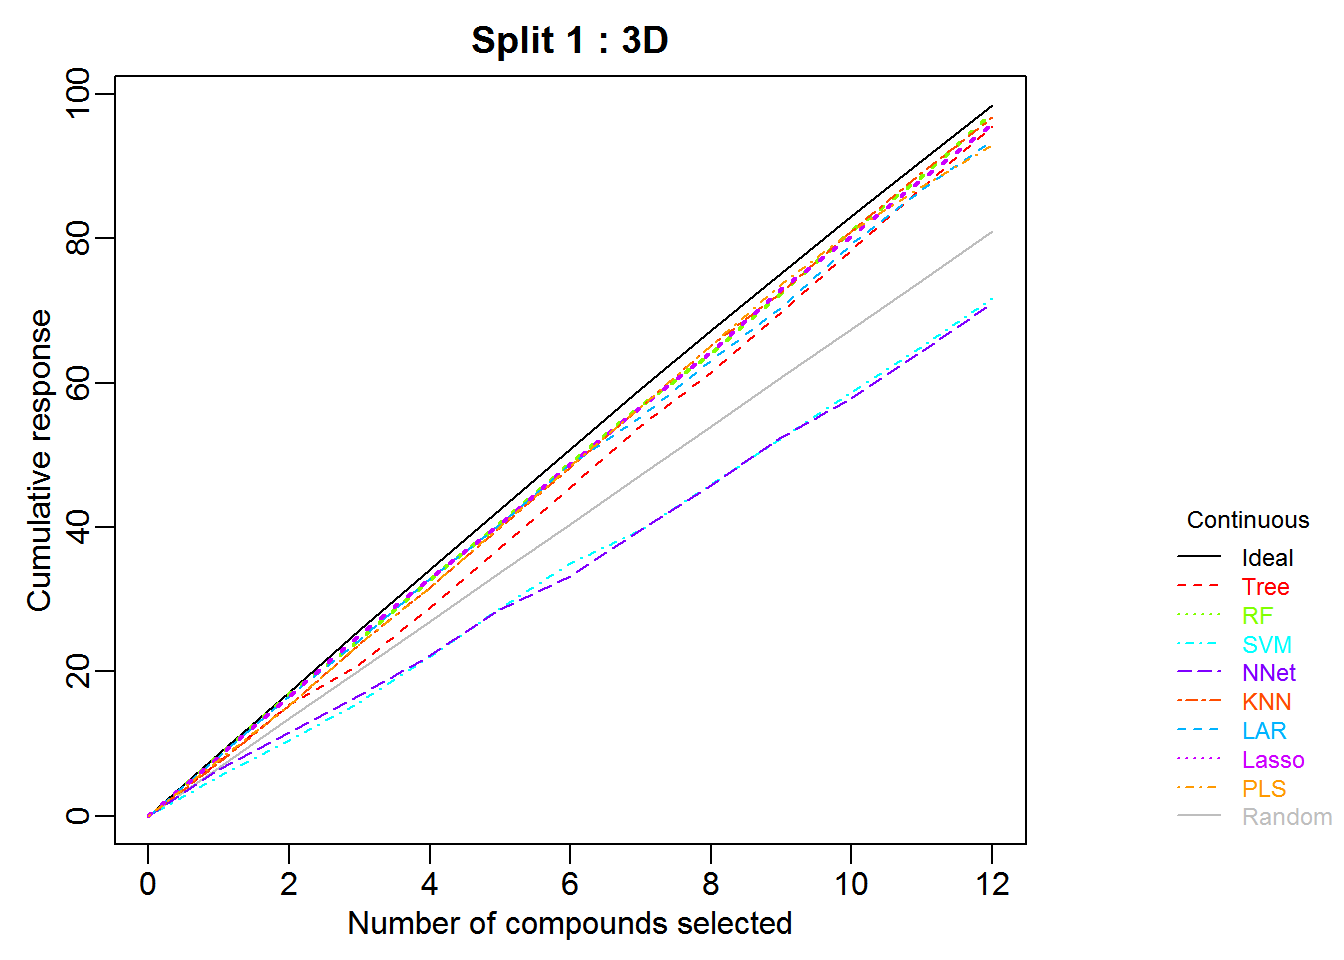 Split 1 : 3D
Cumulative response
100
80
60
40
20
0
0 2 4 6 8 10 12
Number of compounds selected
Continuous
Ideal
Tree
RF
SVM
NNet
KNN
LAR
Lasso
PLS
Random